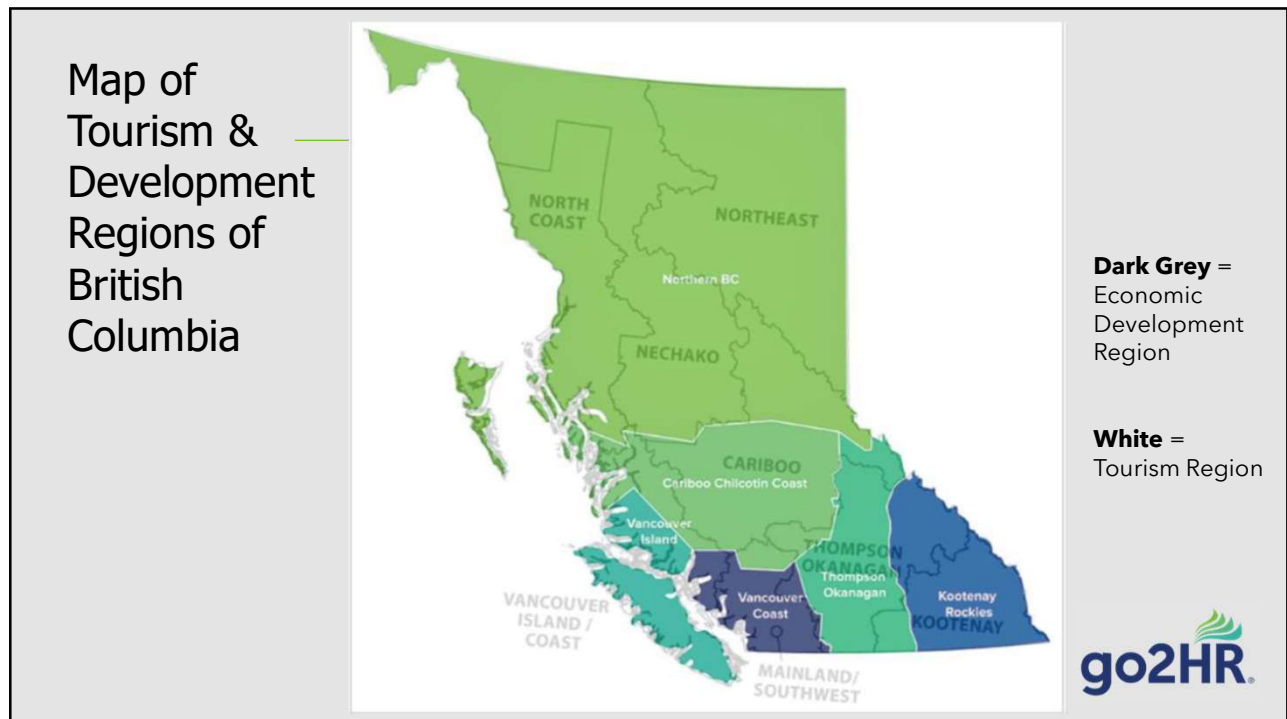 Map of
Tourism &
Development
Regions of
British
Columbia
NORTH
COAST
NORTHEAST
Northern BC
NECHAKO
CARIBOO
Cariboo Chilcotin Coast
Vancouver
Island
THOMPSON
OKANAGAN
Thompson
Okanagan
VANCOUVER
ISLAND /
COAST
Vancouver
Coast
Kootenay
Rockies
KOOTENAY
MAINLAND/
SOUTHWEST
Dark Grey =
Economic
Development
Region
White =
Tourism Region
go2HR®